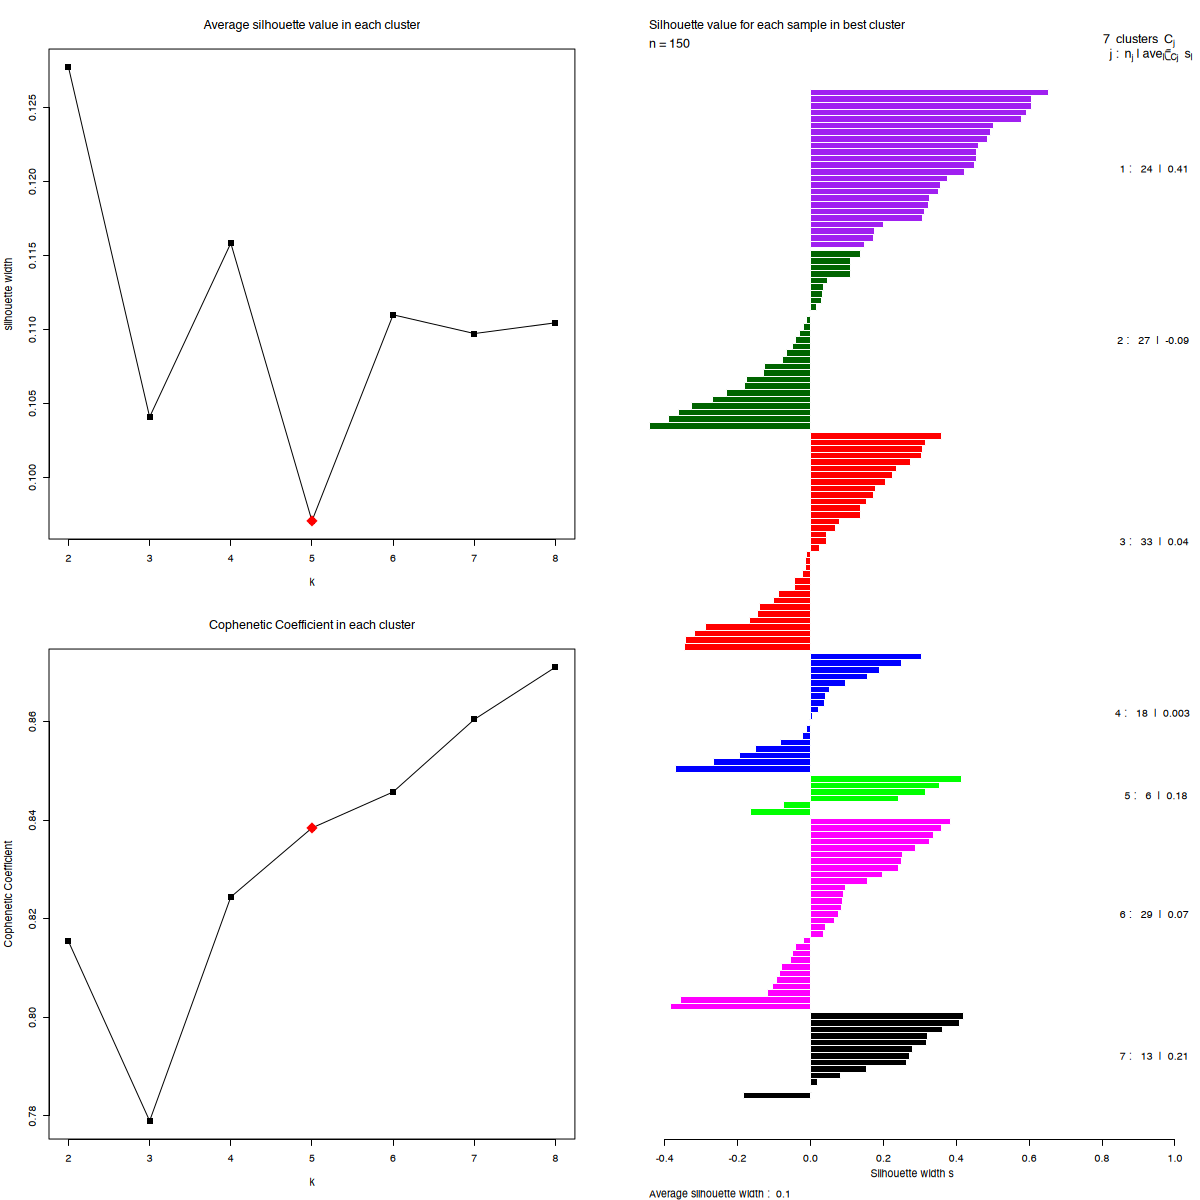 Average silhouette value in each cluster
silhouette width
0.125
0.120
0.115
0.110
0.105
0.100
2 3 4 5 6 7 8
k
Cophenetic Coefficient in each cluster
Cophenetic Coefficient
0.86
0.84
0.82
0.80
0.78
2 3 4 5 6 7 8
k
Silhouette value for each sample in best cluster
n = 150
7 clusters Cj
j : nj | avei∈Cj si
1 : 24 | 0.41
2 : 27 | -0.09
3 : 33 | 0.04
4 : 18 | 0.003
5 : 6 | 0.18
6 : 29 | 0.07
7 : 13 | 0.21
-0.4 -0.2 0.0 0.2 0.4 0.6 0.8 1.0
Silhouette width s
Average silhouette width : 0.1